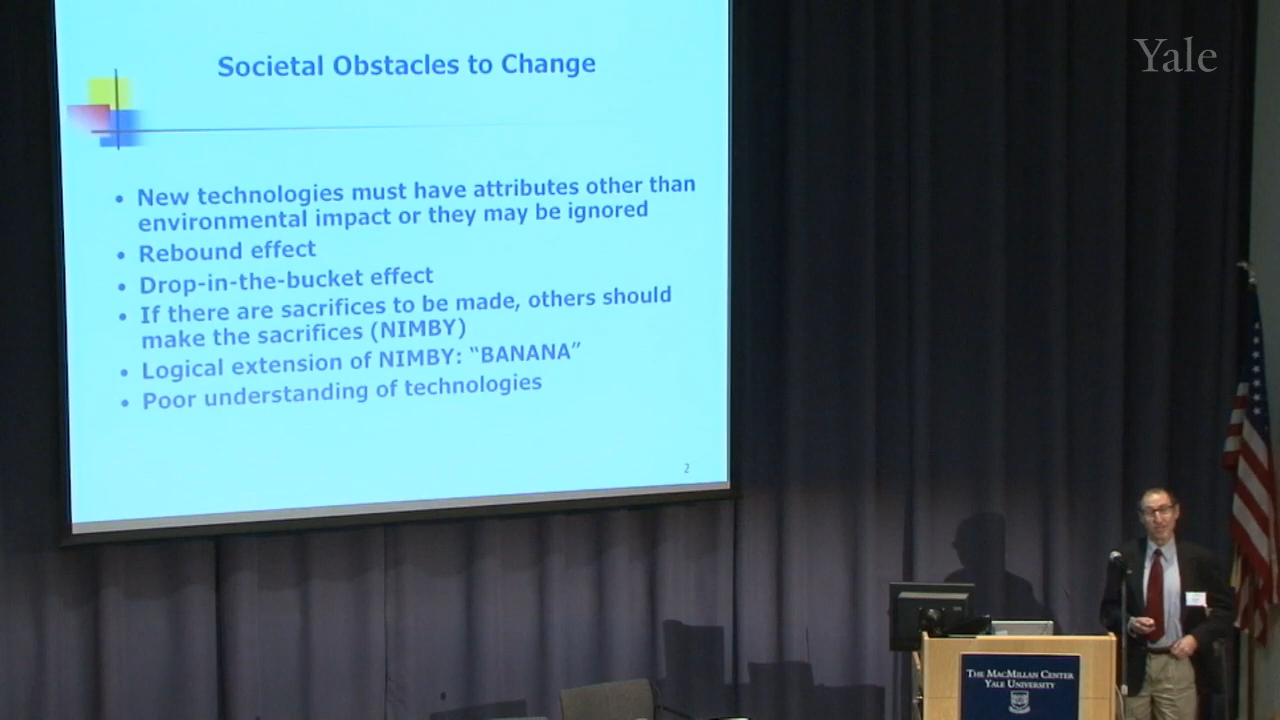 Societal Obstacles to Change
• New technologies must have attributes other than
environmental impact or they may be ignored
• Rebound effect
• Drop-in-the-bucket effect
• If there are sacrifices to be made, others should
make the sacrifices (NIMBY)
• Logical extension of NIMBY: “BANANA”
• Poor understanding of technologies
2
Yale
THE MACMILLAN CENTER
YALE UNIVERSITY